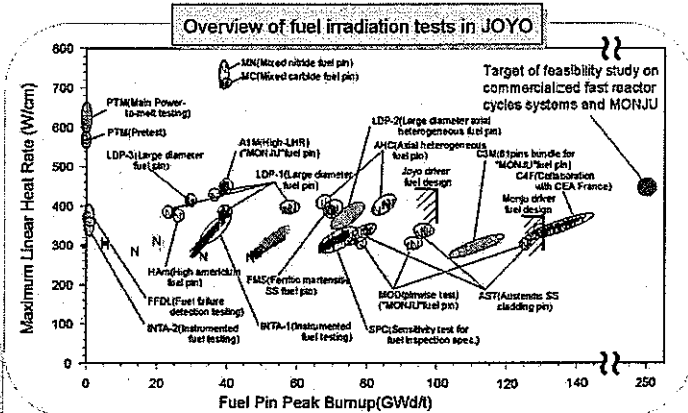 Overview of fuel irradiation tests in JOYO
Maximum Linear Heat Rate (W/cm)
800
700
600
500
400
300
200
100
0
MN(Mixed nitride fuel pin)
MC(Mixed carbide fuel pin)
PTM(Main Power-
to-melt testing)
PTM(Pretest)
LDP-3(Large diameter
fuel pin)
A1M(High-LHR)
("MONJU"fuel pin)
LDP-1(Large diameter
fuel pin)
LDP-2(Large diameter axial
heterogeneous fuel pin)
AHC(Axial heterogeneous
fuel pin)
Target of feasibility study on
commercialized fast reactor
cycles systems and MONJU
Joyo driver
fuel design
C3M(61pins bundle for
"MONJU"fuel pin)
C4F(Collaboration
with CEA France)
Monju driver
fuel design
N
N
N
N
N
HAm(High americium
fuel pin)
FFDL(Fuel failure
detection testing)
INTA-2(Instrumented
fuel testing)
FMS(Ferritic martensitic
SS fuel pin)
INTA-1(Instrumented
fuel testing)
MOD(pinwise test)
("MONJU"fuel pin)
SPC(Sensitivity test for
fuel inspection spec.)
AST(Austenitic SS
cladding pin)
0 20 40 60 80 100 120 140 250
Fuel Pin Peak Burnup(GWd/t)